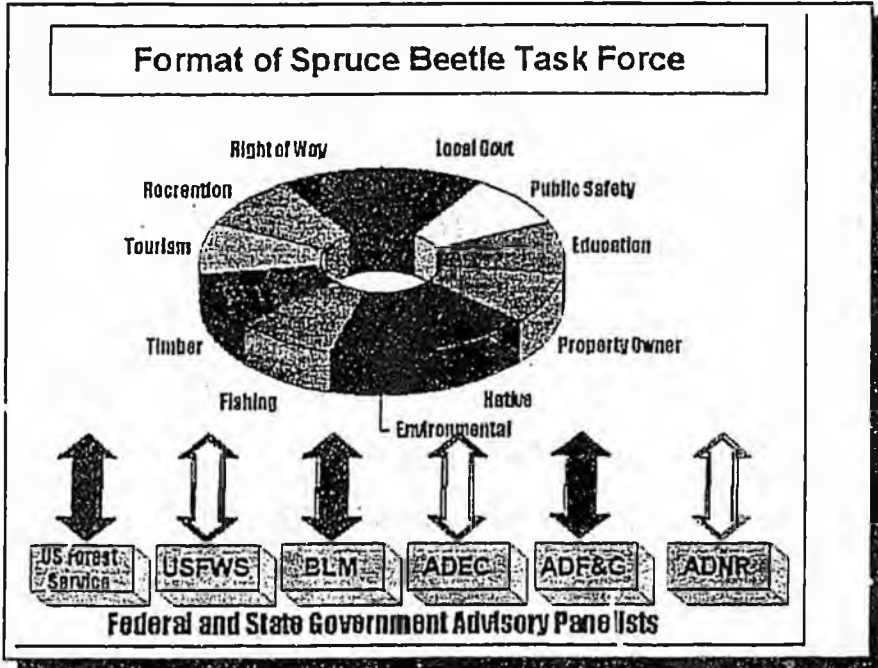 Format of Spruce Beetle Task Force
Right of Way
Local Govt
Recreation
Public Safety
Tourism
Education
Timber
Property Owner
Fishing
Native
Environmental
US Forest
Service
USFWS
BLM
ADEC
ADF&G
ADNR
Federal and State Government Advisory Panelists